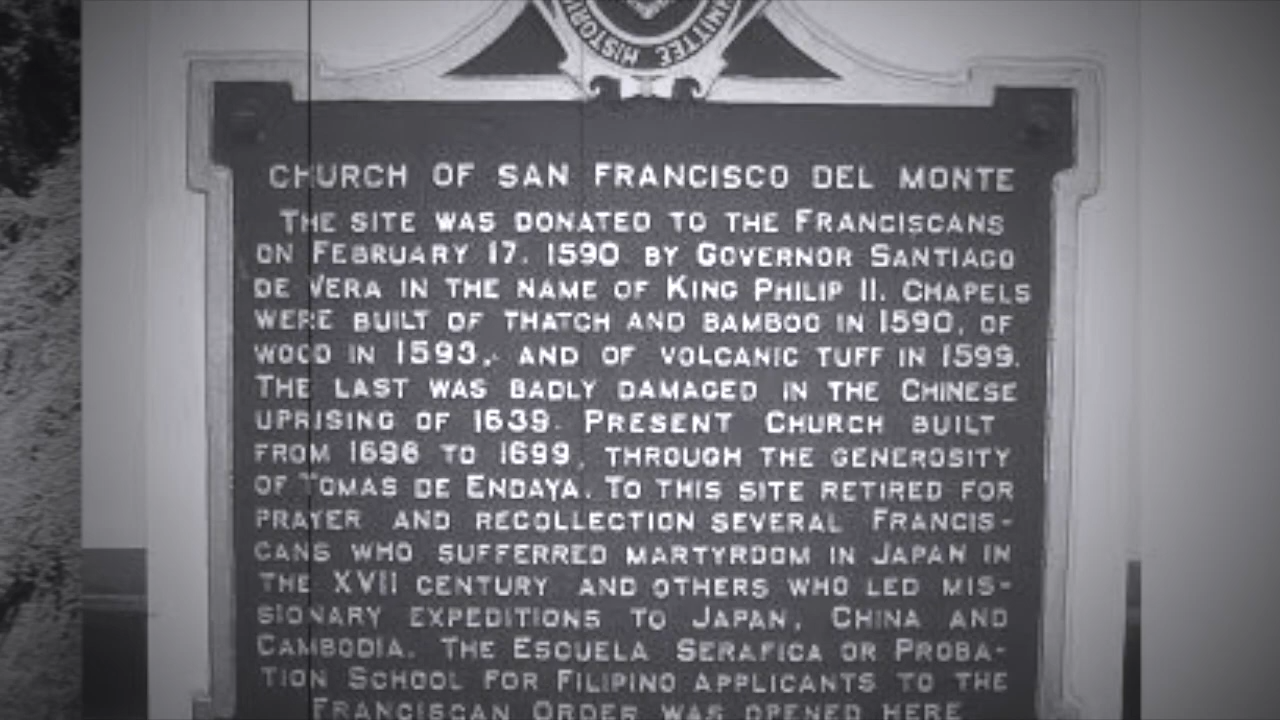 HISTORIC
MITTEE
CHURCH OF SAN FRANCISCO DEL MONTE
THE SITE WAS DONATED TO THE FRANCISCANS
ON FEBRUARY 17, 1590 BY GOVERNOR SANTIAGO
DE VERA IN THE NAME OF KING PHILIP II. CHAPELS
WERE BUILT OF THATCH AND BAMBOO IN 1590, OF
WOOD IN 1593, AND OF VOLCANIC TUFF IN 1599.
THE LAST WAS BADLY DAMAGED IN THE CHINESE
UPRISING OF 1639. PRESENT CHURCH BUILT
FROM 1696 TO 1699, THROUGH THE GENEROSITY
OF TOMAS DE ENDAYA. TO THIS SITE RETIRED FOR
PRAYER AND RECOLLECTION SEVERAL FRANCIS-
CANS WHO SUFFERRED MARTYRDOM IN JAPAN IN
THE XVII CENTURY AND OTHERS WHO LED MIS-
SIONARY EXPEDITIONS TO JAPAN, CHINA AND
CAMBODIA. THE ESCUELA SERAFICA OR PROBA-
TION SCHOOL FOR FILIPINO APPLICANTS TO THE
FRANCISCAN ORDER WAS OPENED HERE